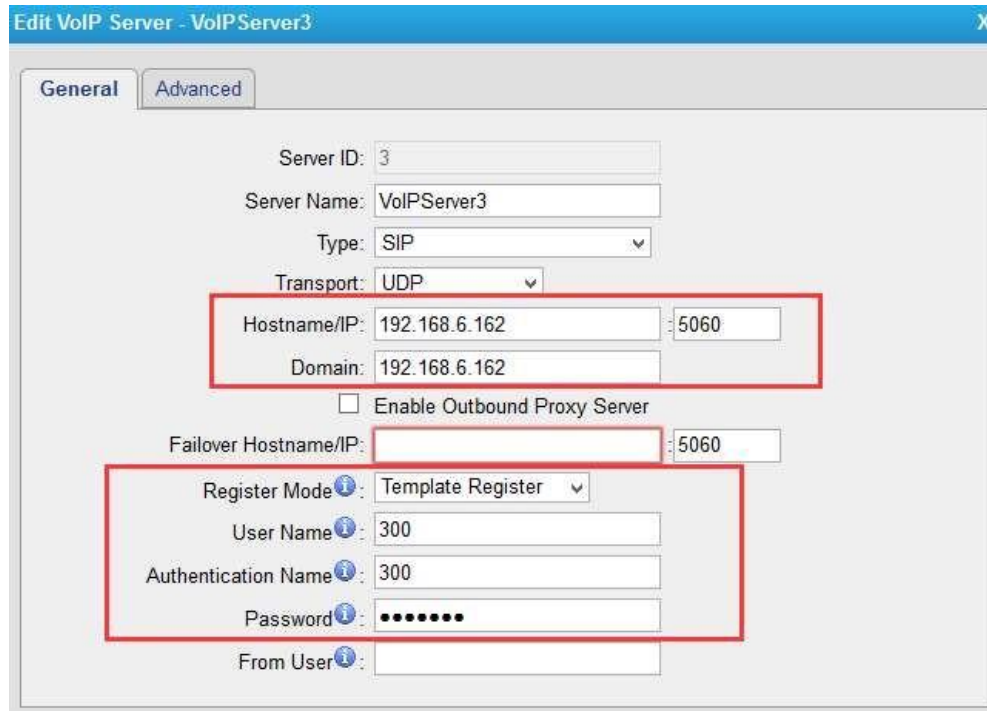 Edit VoIP Server - VoIPServer3 X
General Advanced
Server ID: 3
Server Name: VoIPServer3
Type: SIP
Transport: UDP
Hostname/IP: 192.168.6.162 : 5060
Domain: 192.168.6.162
Enable Outbound Proxy Server
Failover Hostname/IP: : 5060
Register Mode i : Template Register
User Name i : 300
Authentication Name i : 300
Password i : •••••••
From User i :